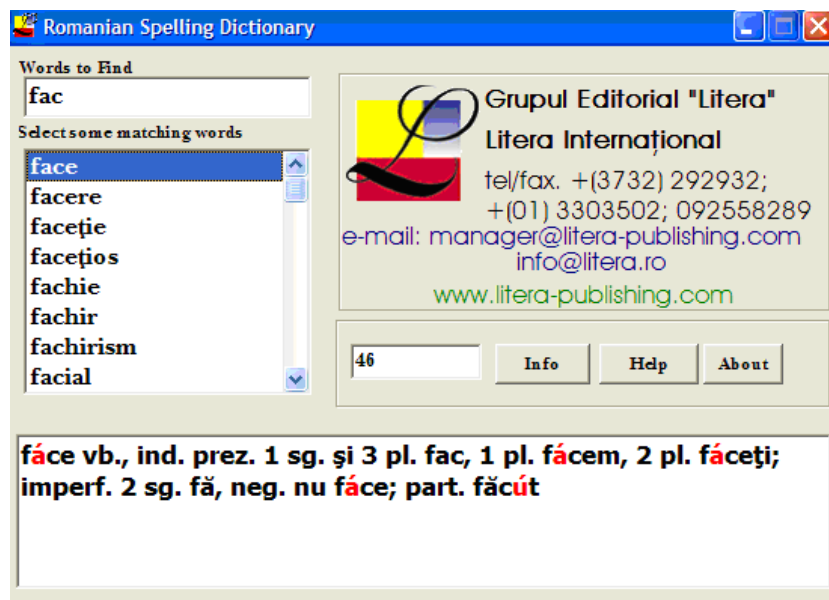 Romanian Spelling Dictionary
Words to Find
fac
Select some matching words
face
facere
faceţie
faceţios
fachie
fachir
fachirism
facial
Grupul Editorial "Litera"
Litera Internaţional
tel/fax. +(3732) 292932;
+(01) 3303502; 092558289
e-mail: manager@litera-publishing.com
info@litera.ro
www.litera-publishing.com
46
Info
Help
About
fáce vb., ind. prez. 1 sg. şi 3 pl. fac, 1 pl. fácem, 2 pl. fáceţi;
imperf. 2 sg. fă, neg. nu fáce; part. făcút